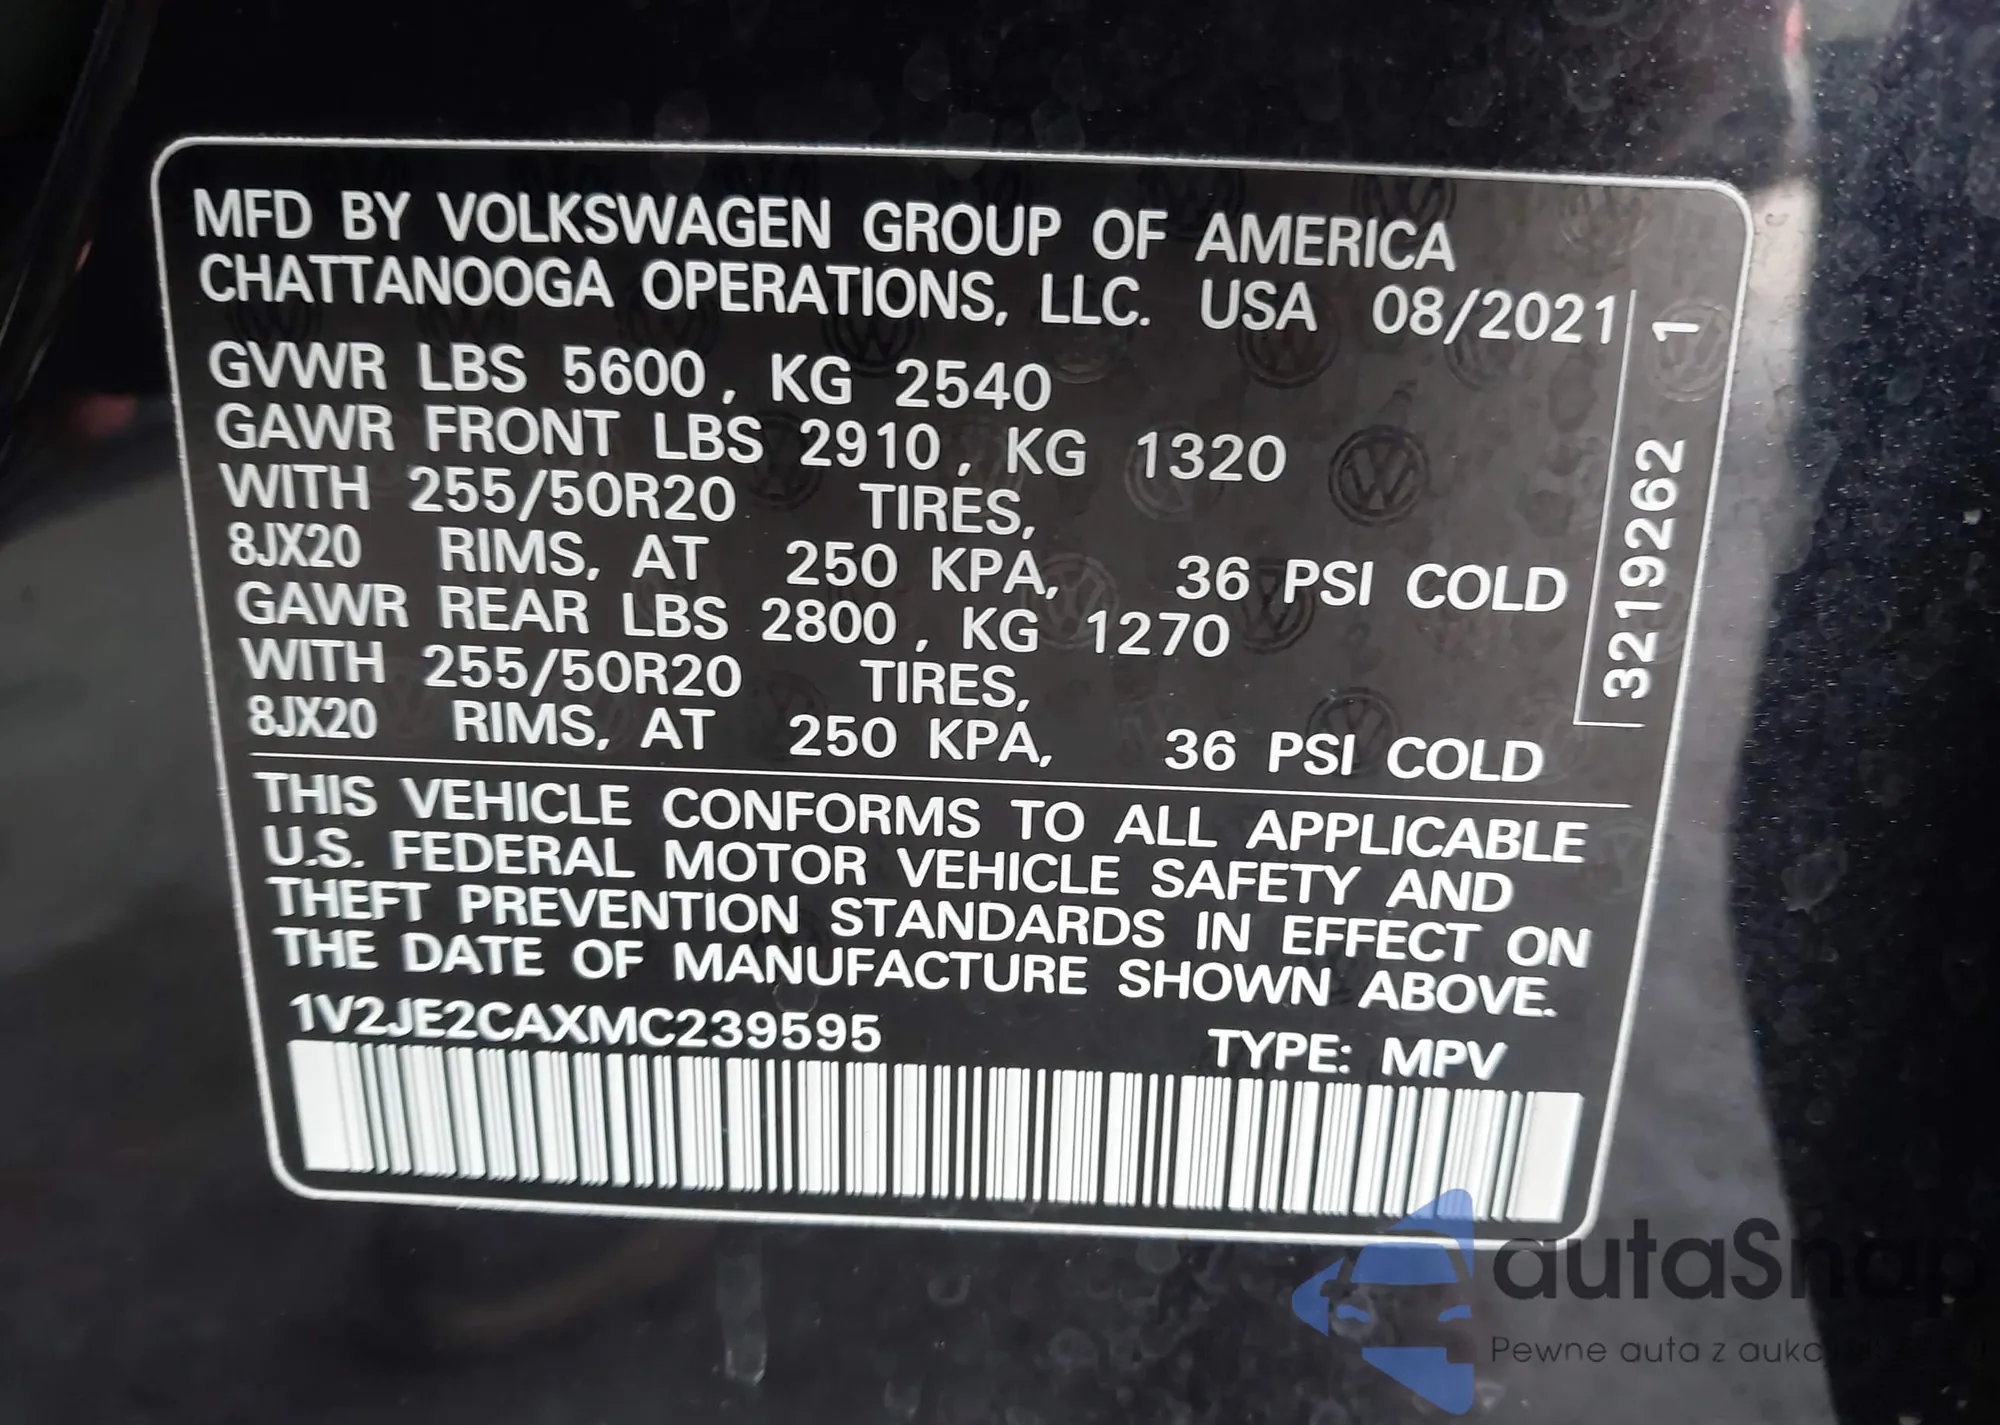 MFD BY VOLKSWAGEN GROUP OF AMERICA
CHATTANOOGA OPERATIONS, LLC. USA 08/2021
GVWR LBS 5600, KG 2540
GAWR FRONT LBS 2910, KG 1320
WITH 255/50R20 TIRES,
8JX20 RIMS, AT 250 KPA, 36 PSI COLD
GAWR REAR LBS 2800, KG 1270
WITH 255/50R20 TIRES,
8JX20 RIMS, AT 250 KPA, 36 PSI COLD
3219262 1
THIS VEHICLE CONFORMS TO ALL APPLICABLE
U.S. FEDERAL MOTOR VEHICLE SAFETY AND
THEFT PREVENTION STANDARDS IN EFFECT ON
THE DATE OF MANUFACTURE SHOWN ABOVE.
1V2JE2CAXMC239595 TYPE: MPV
autaSnap
Pewne auta z